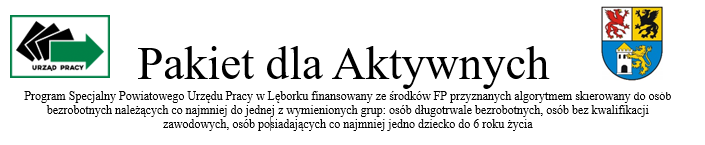 URZĄD PRACY
Pakiet dla Aktywnych
Program Specjalny Powiatowego Urzędu Pracy w Lęborku finansowany ze środków FP przyznanych algorytmem skierowany do osób
bezrobotnych należących co najmniej do jednej z wymienionych grup: osób długotrwale bezrobotnych, osób bez kwalifikacji
zawodowych, osób posiadających co najmniej jedno dziecko do 6 roku życia